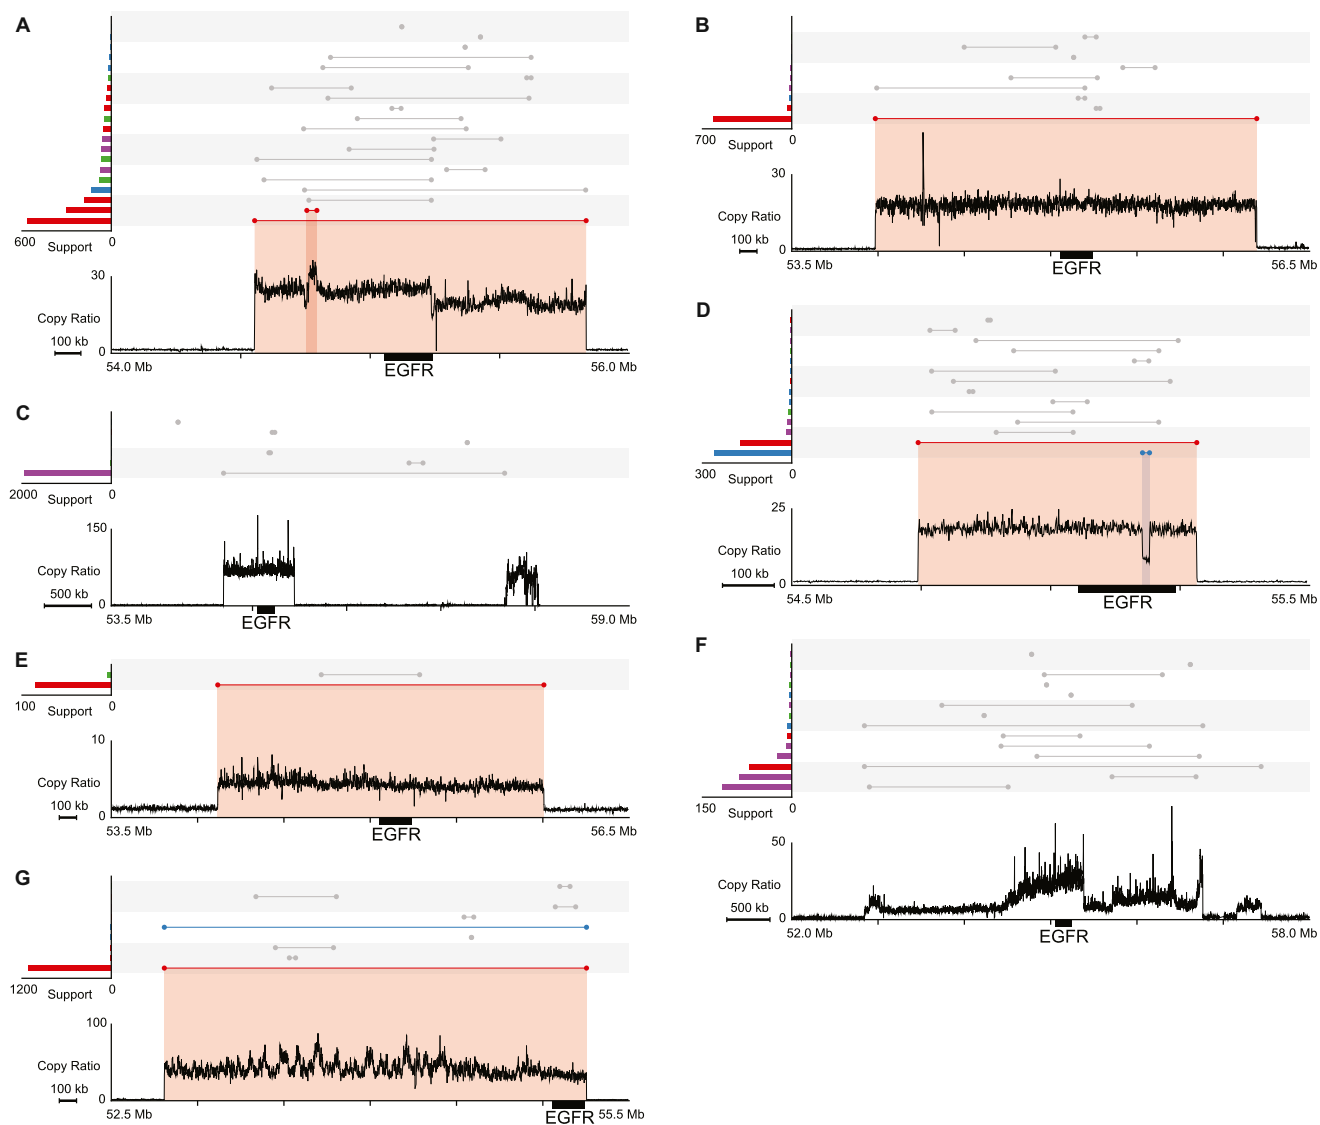 A
600
Support
0
30
Copy Ratio
100 kb
0
54.0 Mb
EGFR
56.0 Mb
B
700
Support
0
30
Copy Ratio
100 kb
0
53.5 Mb
EGFR
56.5 Mb
C
2000
Support
0
150
Copy Ratio
500 kb
0
53.5 Mb
EGFR
59.0 Mb
D
300
Support
0
25
Copy Ratio
100 kb
0
54.5 Mb
EGFR
55.5 Mb
E
100
Support
0
10
Copy Ratio
100 kb
0
53.5 Mb
EGFR
56.5 Mb
F
150
Support
0
50
Copy Ratio
500 kb
0
52.0 Mb
EGFR
58.0 Mb
G
1200
Support
0
100
Copy Ratio
100 kb
0
52.5 Mb
EGFR
55.5 Mb